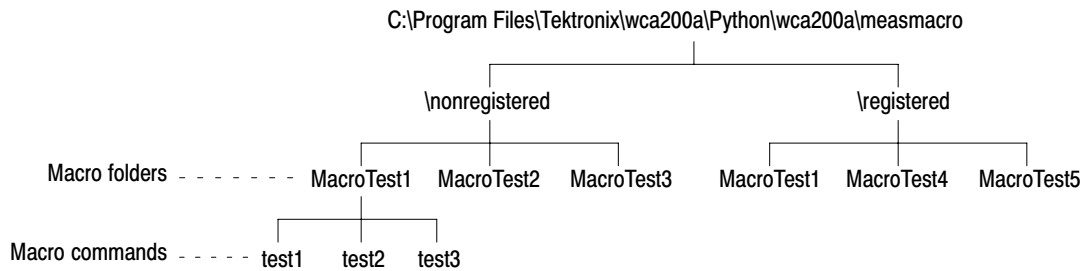 C:\Program Files\Tektronix\wca200a\Python\wca200a\measmacro
\nonregistered \registered
Macro folders MacroTest1 MacroTest2 MacroTest3 MacroTest1 MacroTest4 MacroTest5
Macro commands test1 test2 test3